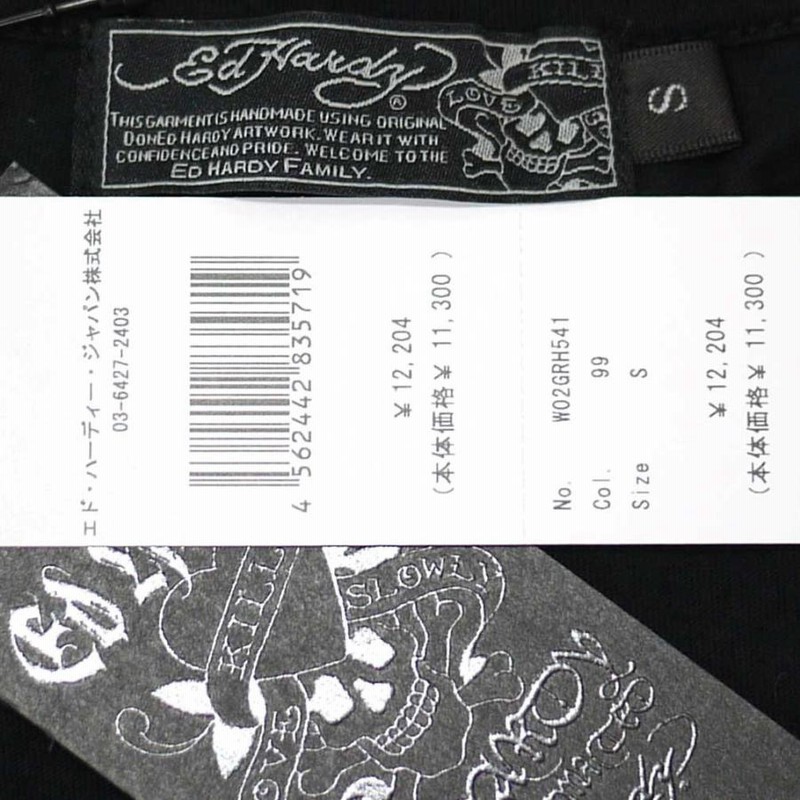 Ed Hardy
®
THIS GARMENT IS HANDMADE USING ORIGINAL
DON ED HARDY ARTWORK. WEAR IT WITH
CONFIDENCE AND PRIDE. WELCOME TO THE
ED HARDY FAMILY.
LOVE
KILL
S
エド・ハーディー・ジャパン株式会社
03-6427-2403
4 562442 835719
¥ 12,204
(本体価格¥ 11,300 )
No. W02GRH541
Col. 99
Size S
¥ 12,204
(本体価格¥ 11,300 )
KILL
SLOWLY
LOVE